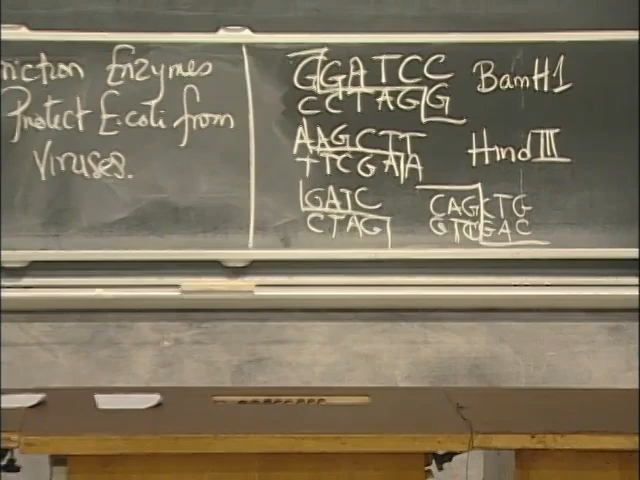 riction Enzymes
Protect E.coli from
Viruses.
GGATCC BamH1
CCTAGG
AAGCTT HindIII
TTCGAA
GATC CAGCTG
CTAG GTCGAC